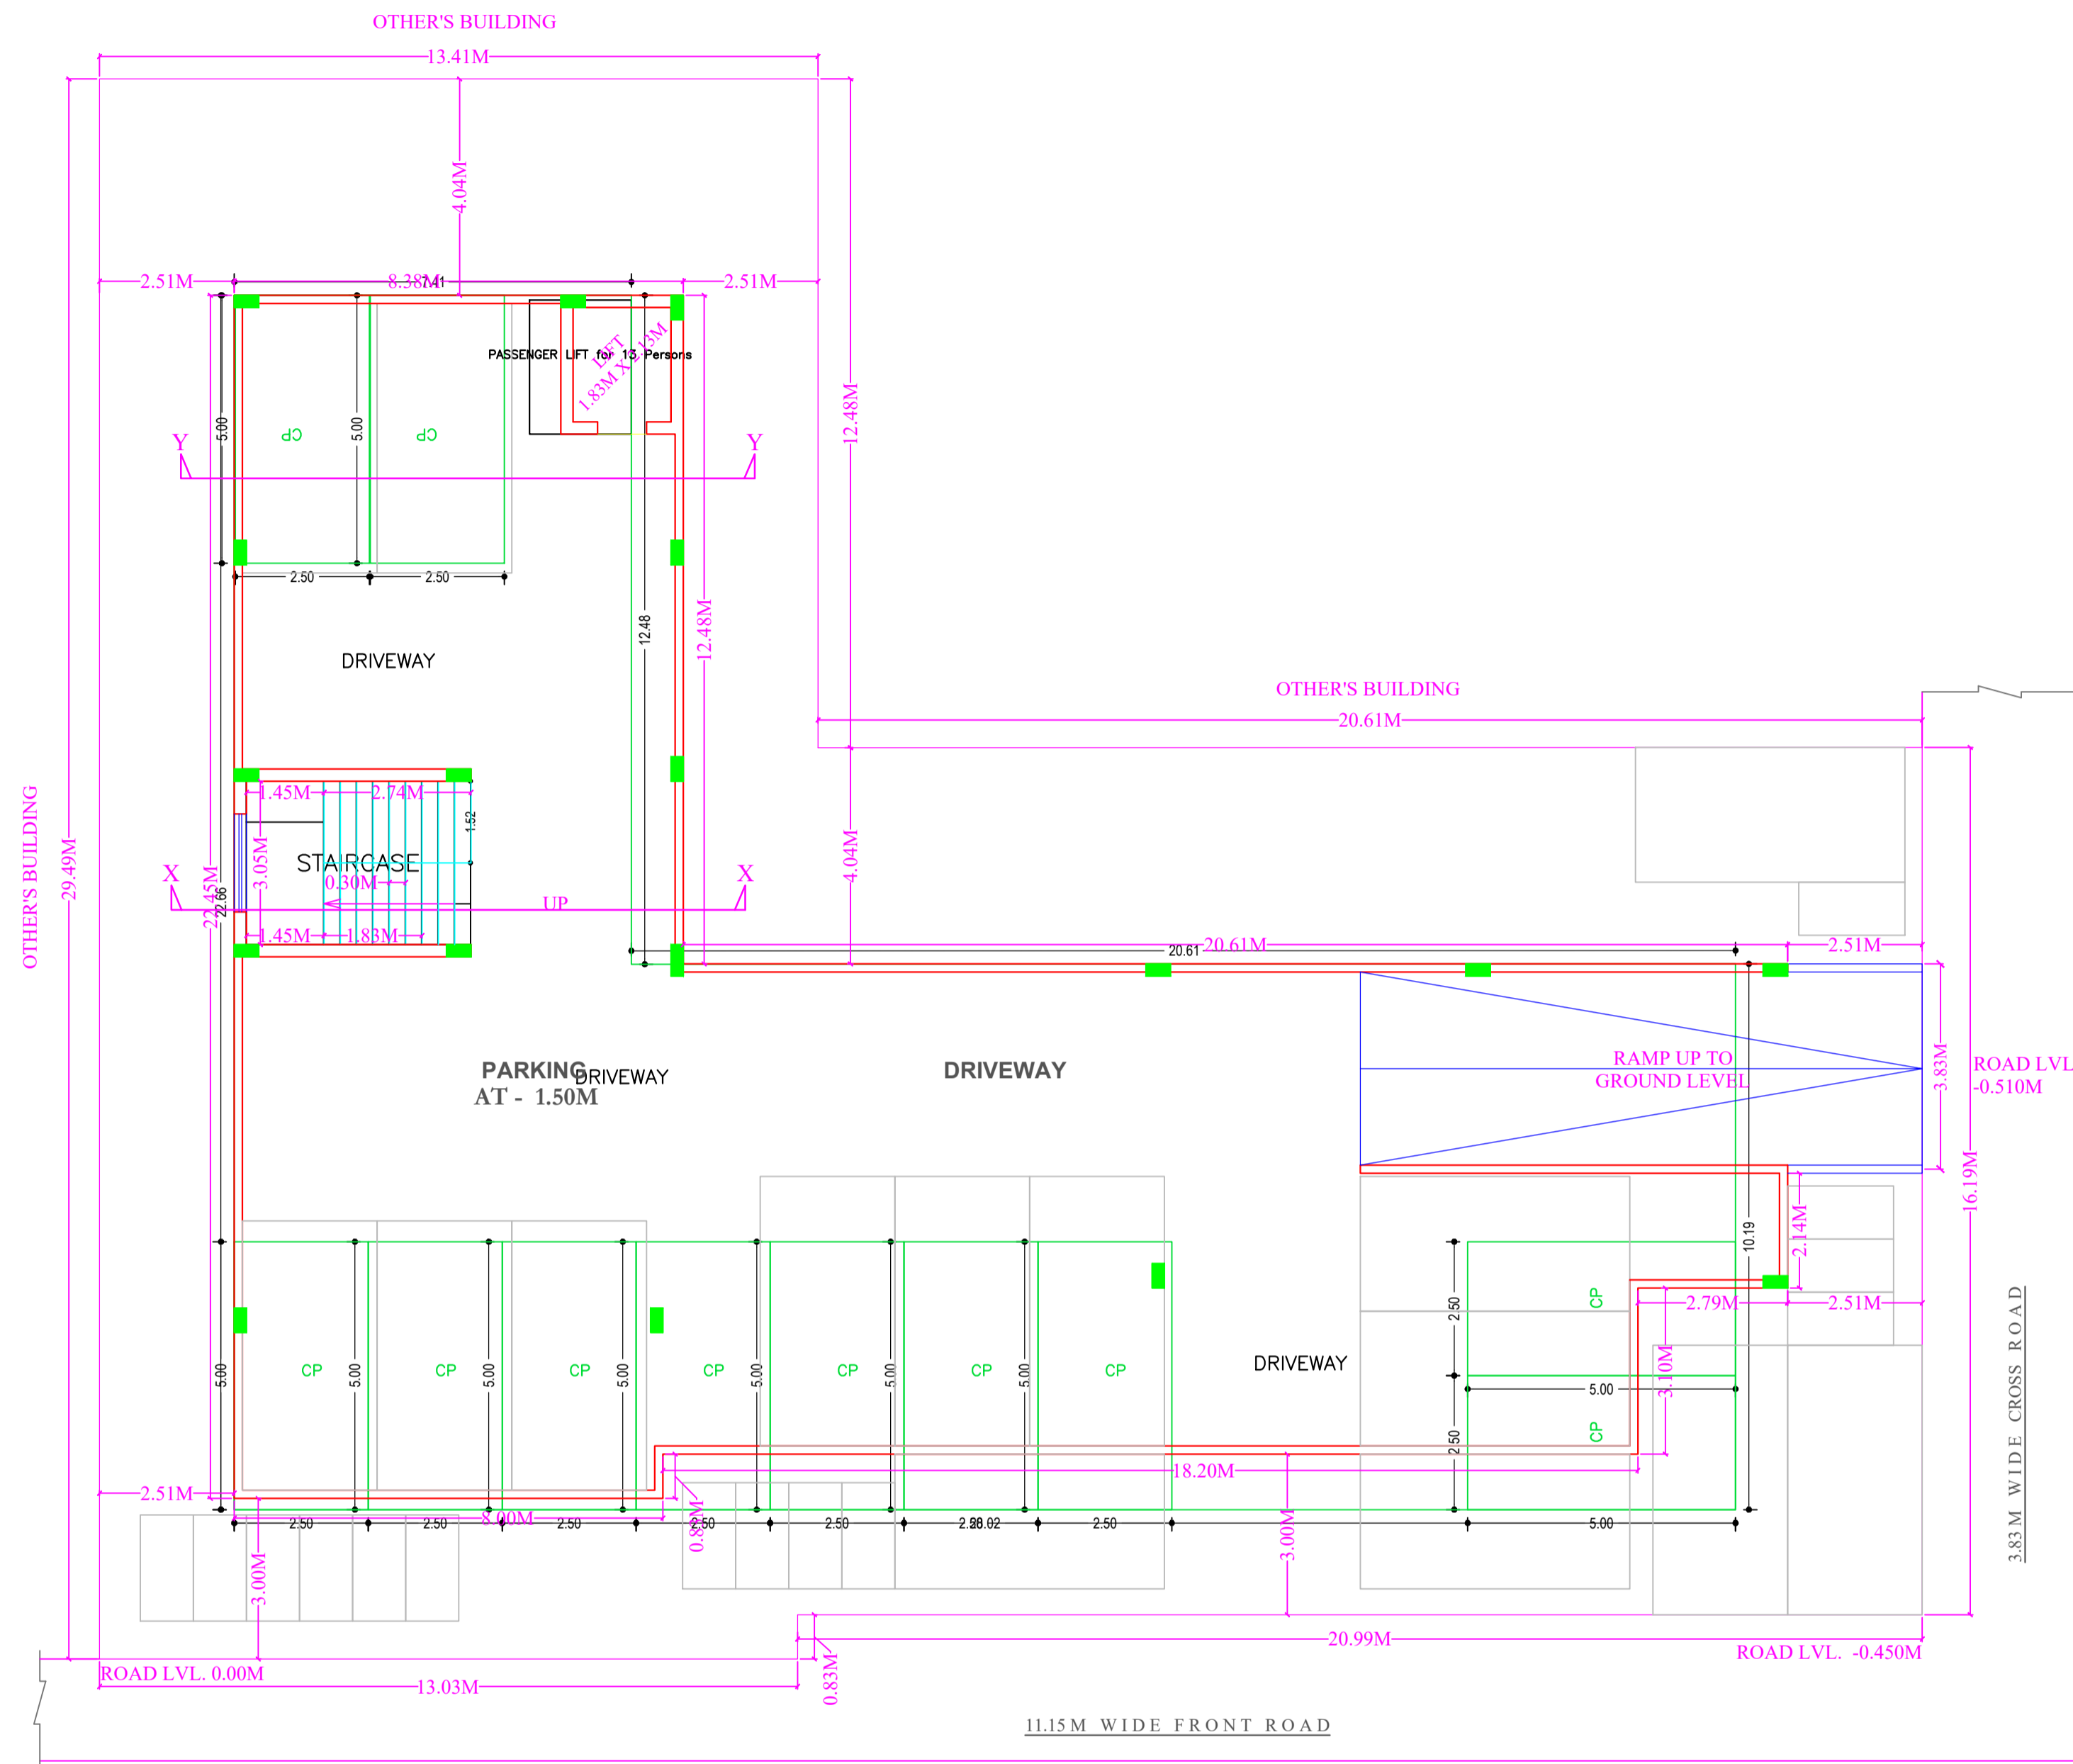 OTHER'S BUILDING
13.41M
4.04M
2.51M
8.38M
7.41
2.51M
PASSENGER LIFT for 13 Persons
LIFT
1.83M X 2.13M
5.00
5.00
CP
CP
12.48M
Y
Y
2.50
2.50
12.48
12.48M
DRIVEWAY
OTHER'S BUILDING
20.61M
OTHER'S BUILDING
29.49M
22.45M
22.66
1.45M
2.74M
1.52
3.05M
STAIRCASE
0.30M
X
X
UP
4.04M
1.45M
1.83M
20.61M
20.61
2.51M
PARKING
AT - 1.50M
DRIVEWAY
DRIVEWAY
RAMP UP TO
GROUND LEVEL
3.83M
ROAD LVL
-0.510M
16.19M
10.19
2.14M
2.79M
2.51M
CP
2.50
3.10M
DRIVEWAY
5.00
5.00
5.00
5.00
5.00
5.00
5.00
CP
CP
CP
CP
CP
CP
CP
5.00
CP
2.50
18.20M
2.51M
8.00M
0.83M
2.50
2.50
2.50
2.50
2.50
2.50
26.02
2.50
5.00
3.00M
3.00M
20.99M
0.83M
ROAD LVL. 0.00M
ROAD LVL. -0.450M
13.03M
3.83 M WIDE CROSS ROAD
11.15 M WIDE FRONT ROAD